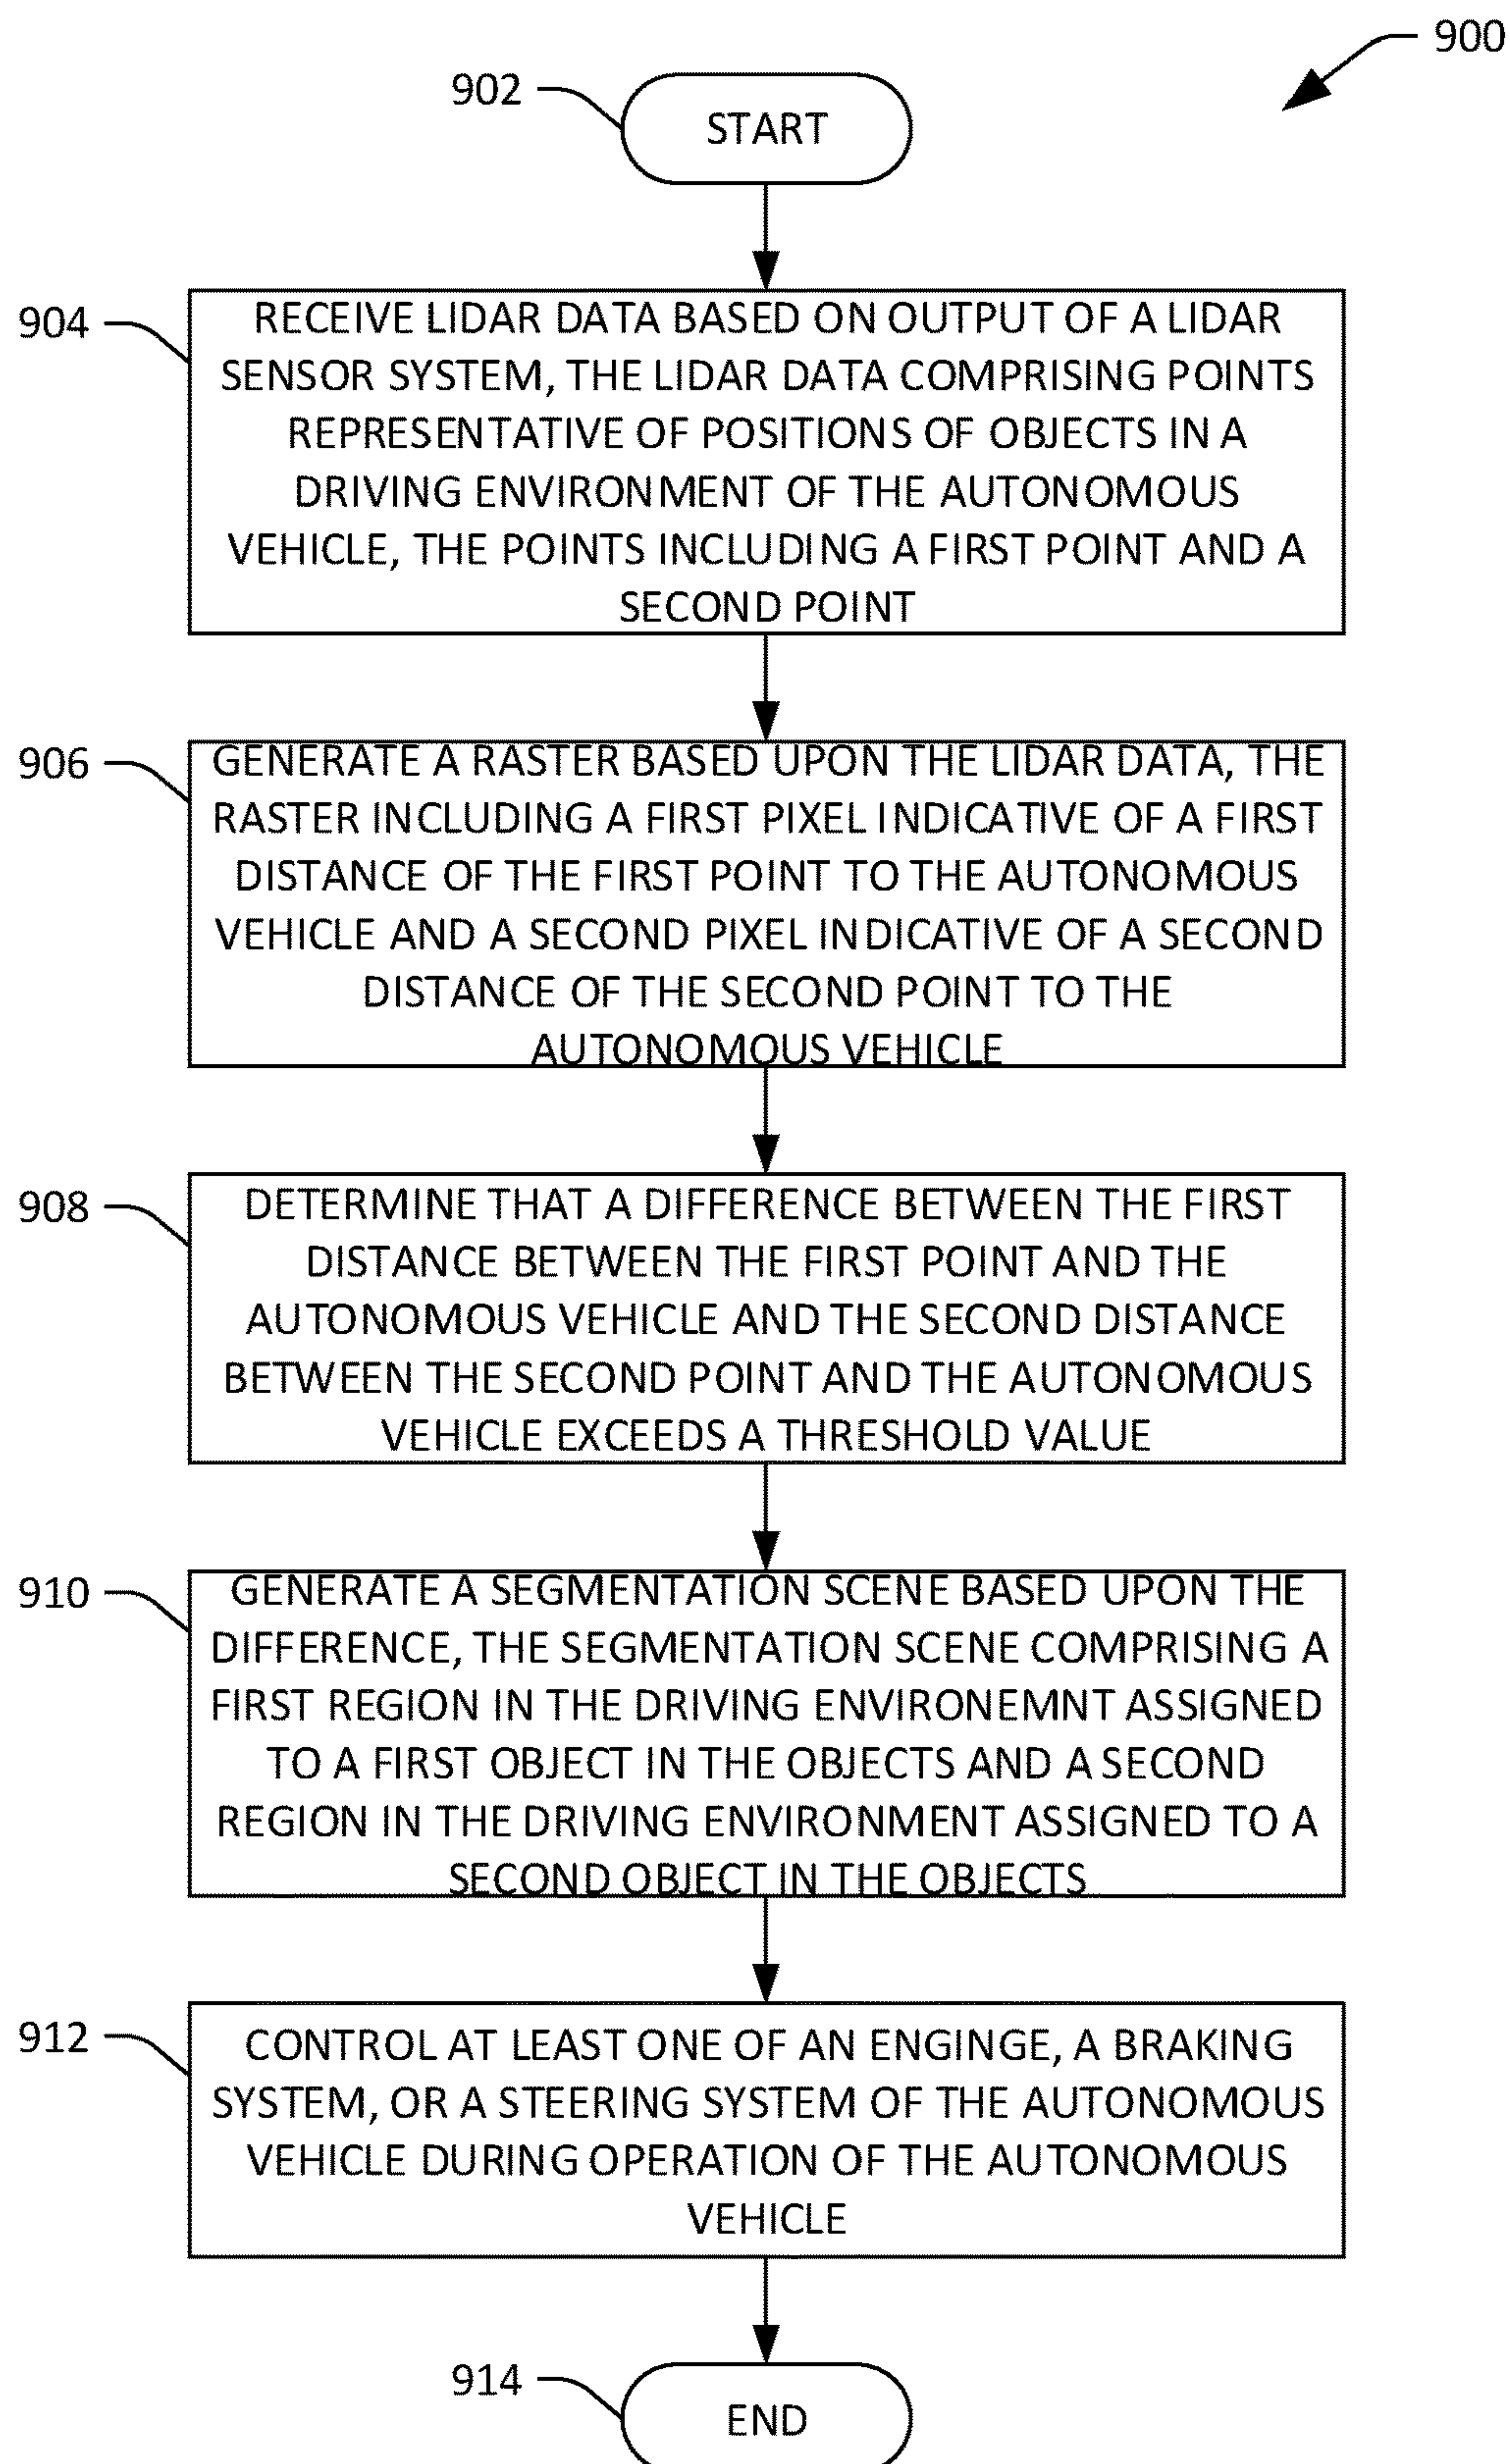 900
902
START
904
RECEIVE LIDAR DATA BASED ON OUTPUT OF A LIDAR
SENSOR SYSTEM, THE LIDAR DATA COMPRISING POINTS
REPRESENTATIVE OF POSITIONS OF OBJECTS IN A
DRIVING ENVIRONMENT OF THE AUTONOMOUS
VEHICLE, THE POINTS INCLUDING A FIRST POINT AND A
SECOND POINT
906
GENERATE A RASTER BASED UPON THE LIDAR DATA, THE
RASTER INCLUDING A FIRST PIXEL INDICATIVE OF A FIRST
DISTANCE OF THE FIRST POINT TO THE AUTONOMOUS
VEHICLE AND A SECOND PIXEL INDICATIVE OF A SECOND
DISTANCE OF THE SECOND POINT TO THE
AUTONOMOUS VEHICLE
908
DETERMINE THAT A DIFFERENCE BETWEEN THE FIRST
DISTANCE BETWEEN THE FIRST POINT AND THE
AUTONOMOUS VEHICLE AND THE SECOND DISTANCE
BETWEEN THE SECOND POINT AND THE AUTONOMOUS
VEHICLE EXCEEDS A THRESHOLD VALUE
910
GENERATE A SEGMENTATION SCENE BASED UPON THE
DIFFERENCE, THE SEGMENTATION SCENE COMPRISING A
FIRST REGION IN THE DRIVING ENVIRONEMNT ASSIGNED
TO A FIRST OBJECT IN THE OBJECTS AND A SECOND
REGION IN THE DRIVING ENVIRONMENT ASSIGNED TO A
SECOND OBJECT IN THE OBJECTS
912
CONTROL AT LEAST ONE OF AN ENGINGE, A BRAKING
SYSTEM, OR A STEERING SYSTEM OF THE AUTONOMOUS
VEHICLE DURING OPERATION OF THE AUTONOMOUS
VEHICLE
914
END